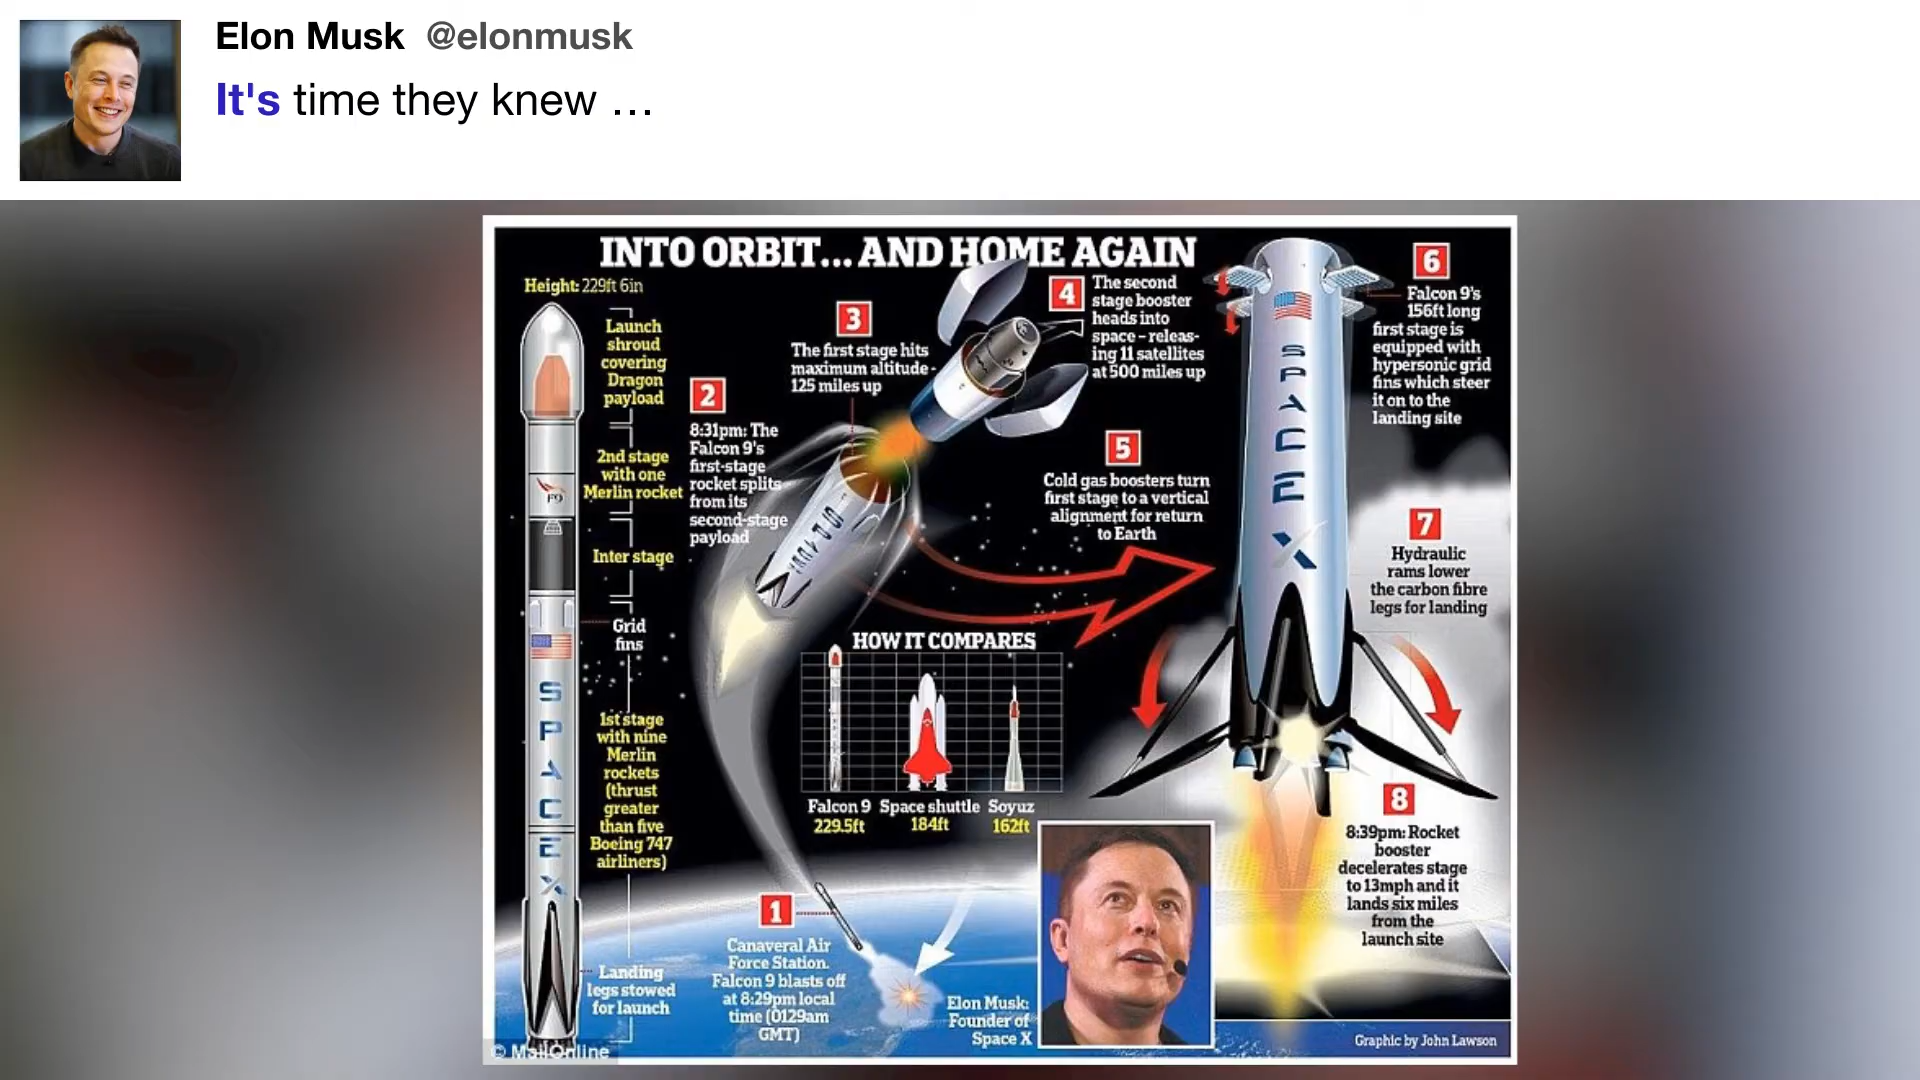 Elon Musk @elonmusk
It's time they knew …
INTO ORBIT... AND HOME AGAIN
Height: 229ft 6in
Launch
shroud
covering
Dragon
payload
2nd stage
with one
Merlin rocket
Inter stage
Grid
fins
1st stage
with nine
Merlin
rockets
(thrust
greater
than five
Boeing 747
airliners)
Landing
legs stowed
for launch
F9
SPACEX
1
Canaveral Air
Force Station.
Falcon 9 blasts off
at 8:29pm local
time (0129am
GMT)
2
8:31pm: The
Falcon 9's
first-stage
rocket splits
from its
second-stage
payload
3
The first stage hits
maximum altitude -
125 miles up
4
The second
stage booster
heads into
space – releas-
ing 11 satellites
at 500 miles up
5
Cold gas boosters turn
first stage to a vertical
alignment for return
to Earth
SPACEX
6
Falcon 9's
156ft long
first stage is
equipped with
hypersonic grid
fins which steer
it on to the
landing site
7
Hydraulic
rams lower
the carbon fibre
legs for landing
8
8:39pm: Rocket
booster
decelerates stage
to 13mph and it
lands six miles
from the
launch site
HOW IT COMPARES
Falcon 9 Space shuttle Soyuz
229.5ft 184ft 162ft
Elon Musk:
Founder of
Space X
Graphic by John Lawson
© MailOnline